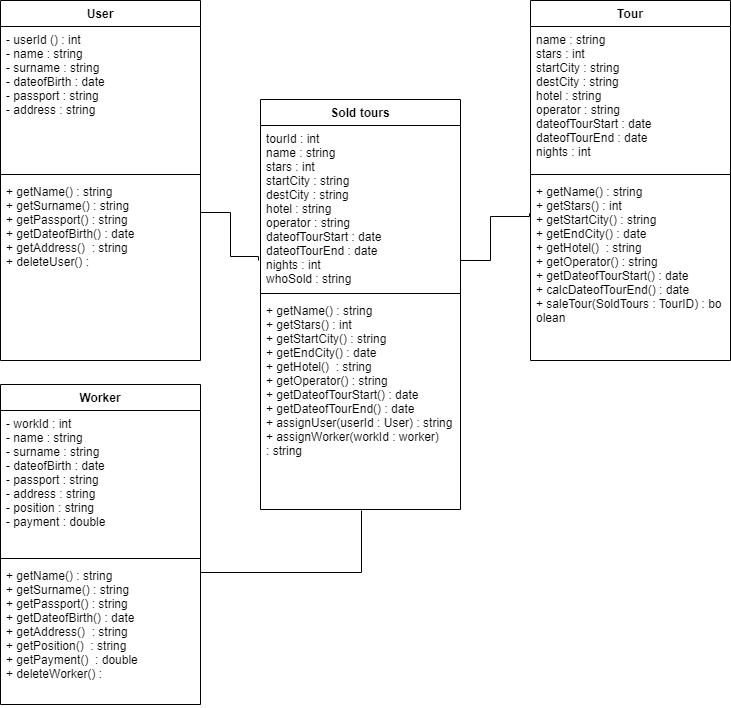 User
- userId () : int
- name : string
- surname : string
- dateofBirth : date
- passport : string
- address : string
+ getName() : string
+ getSurname() : string
+ getPassport() : string
+ getDateofBirth() : date
+ getAddress()  : string
+ deleteUser() :
Worker
- workId : int
- name : string
- surname : string
- dateofBirth : date
- passport : string
- address : string
- position : string
- payment : double
+ getName() : string
+ getSurname() : string
+ getPassport() : string
+ getDateofBirth() : date
+ getAddress()  : string
+ getPosition()  : string
+ getPayment()  : double
+ deleteWorker() :
Sold tours
tourId : int
name : string
stars : int
startCity : string
destCity : string
hotel : string
operator : string
dateofTourStart : date
dateofTourEnd : date
nights : int
whoSold : string
+ getName() : string
+ getStars() : int
+ getStartCity() : string
+ getEndCity() : date
+ getHotel()  : string
+ getOperator() : string
+ getDateofTourStart() : date
+ getDateofTourEnd() : date
+ assignUser(userId : User) : string
+ assignWorker(workId : worker)
: string
Tour
name : string
stars : int
startCity : string
destCity : string
hotel : string
operator : string
dateofTourStart : date
dateofTourEnd : date
nights : int
+ getName() : string
+ getStars() : int
+ getStartCity() : string
+ getEndCity() : date
+ getHotel()  : string
+ getOperator() : string
+ getDateofTourStart() : date
+ calcDateofTourEnd() : date
+ saleTour(SoldTours : TourID) : bo
olean